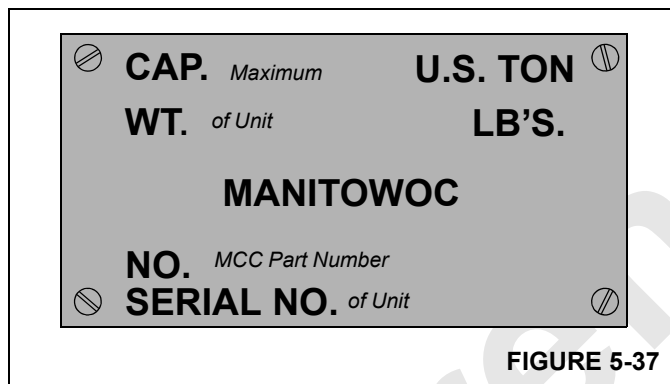 CAP. Maximum U.S. TON
WT. of Unit LB'S.
MANITOWOC
NO. MCC Part Number
SERIAL NO. of Unit
FIGURE 5-37